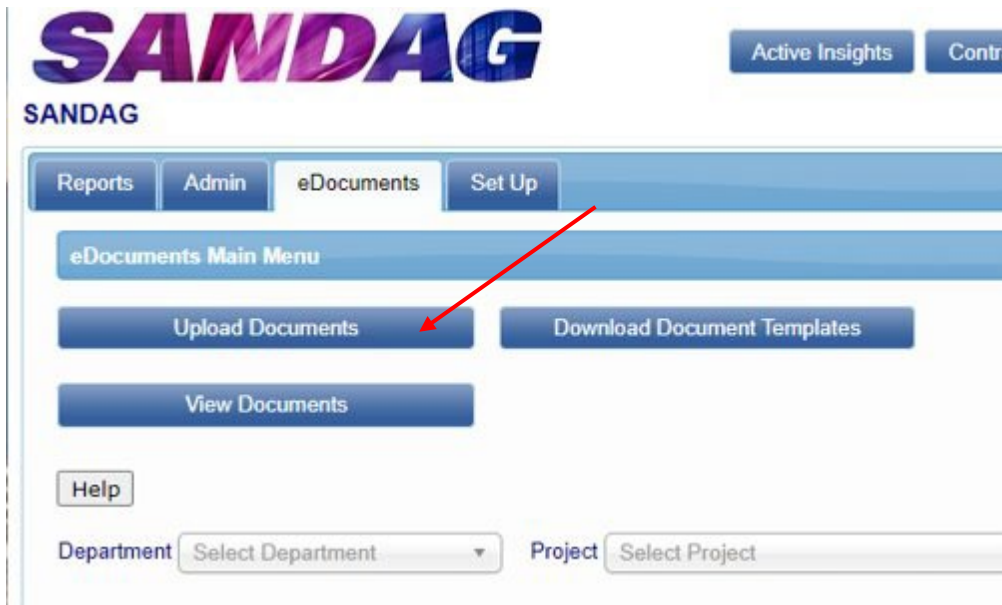 SANDAG
Active Insights
SANDAG
Reports Admin eDocuments Set Up
eDocuments Main Menu
Upload Documents Download Document Templates
View Documents
Help
Department Select Department Project Select Project